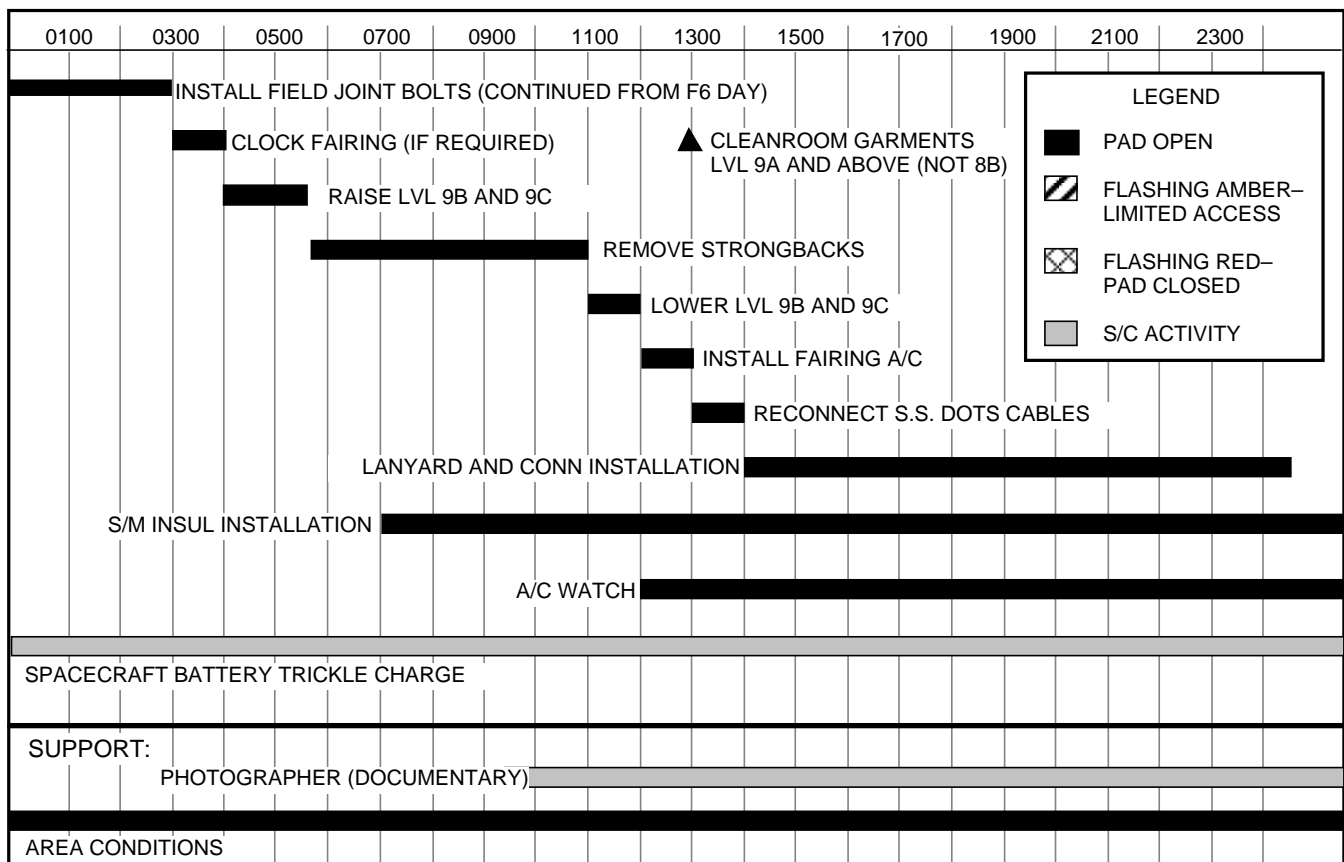 0100 0300 0500 0700 0900 1100 1300 1500 1700 1900 2100 2300
INSTALL FIELD JOINT BOLTS (CONTINUED FROM F6 DAY)
CLOCK FAIRING (IF REQUIRED)
CLEANROOM GARMENTS
LVL 9A AND ABOVE (NOT 8B)
RAISE LVL 9B AND 9C
REMOVE STRONGBACKS
LOWER LVL 9B AND 9C
INSTALL FAIRING A/C
RECONNECT S.S. DOTS CABLES
LANYARD AND CONN INSTALLATION
S/M INSUL INSTALLATION
A/C WATCH
SPACECRAFT BATTERY TRICKLE CHARGE
LEGEND
PAD OPEN
FLASHING AMBER–
LIMITED ACCESS
FLASHING RED–
PAD CLOSED
S/C ACTIVITY
SUPPORT:
PHOTOGRAPHER (DOCUMENTARY)
AREA CONDITIONS